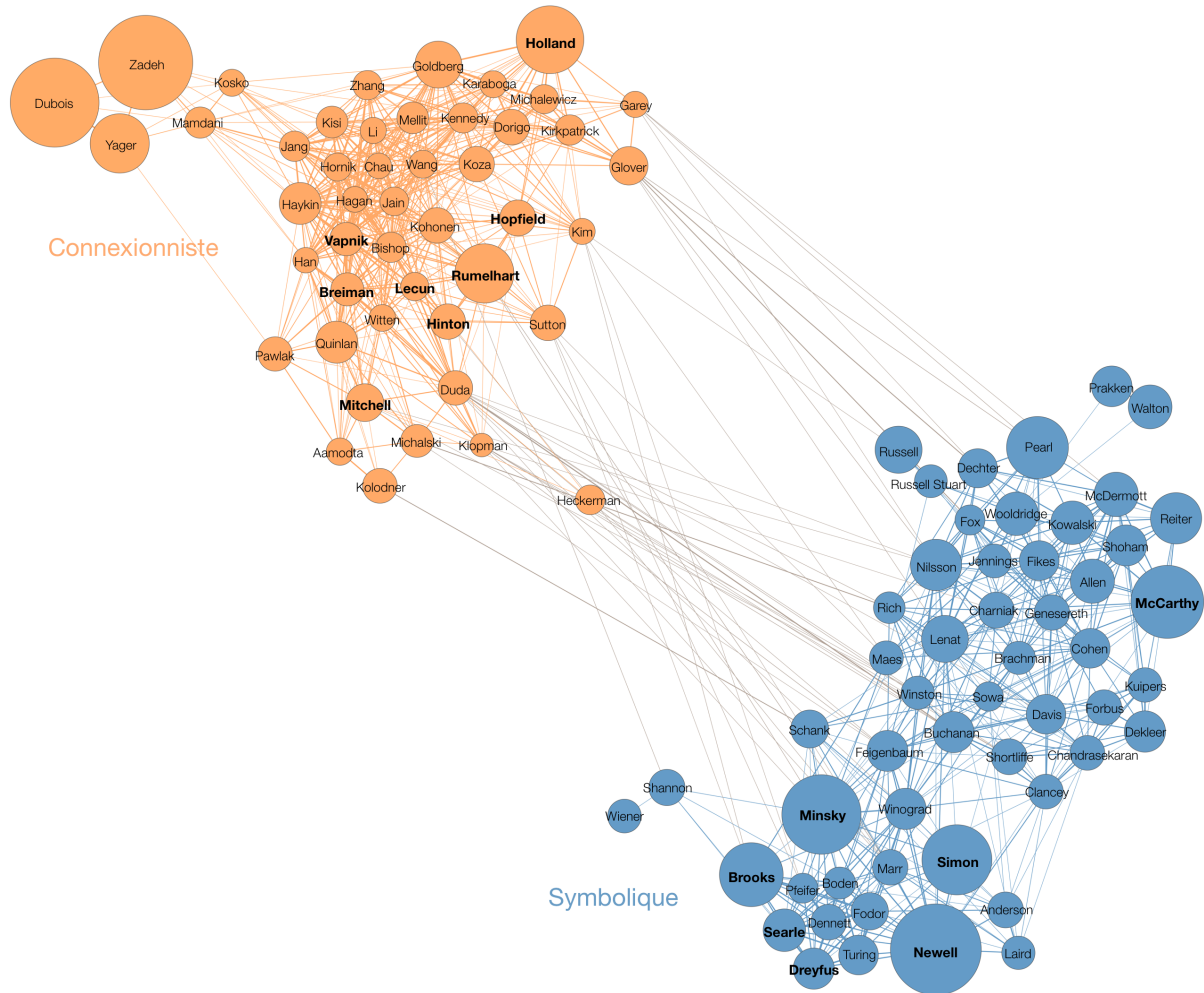 Holland
Zadeh
Goldberg
Kosko
Zhang
Karaboga
Dubois
Michalewicz
Garey
Mamdani
Kisi
Li
Mellit
Kennedy
Dorigo
Kirkpatrick
Yager
Jang
Hornik
Chau
Wang
Koza
Glover
Haykin
Hagan
Jain
Hopfield
Kohonen
Kim
Connexionniste
Vapnik
Bishop
Han
Rumelhart
Breiman
Lecun
Witten
Hinton
Sutton
Pawlak
Quinlan
Duda
Mitchell
Michalski
Klopman
Aamodta
Kolodner
Heckerman
Prakken
Walton
Russell
Pearl
Dechter
Russell Stuart
McDermott
Wooldridge
Fox
Kowalski
Reiter
Shoham
Nilsson
Jennings
Fikes
Allen
McCarthy
Rich
Charniak
Genesereth
Lenat
Maes
Brachman
Cohen
Winston
Sowa
Kuipers
Davis
Forbus
Schank
Buchanan
Dekleer
Feigenbaum
Shortliffe
Chandrasekaran
Shannon
Clancey
Wiener
Minsky
Winograd
Simon
Marr
Brooks
Pfeifer
Boden
Symbolique
Fodor
Anderson
Searle
Dennett
Newell
Laird
Turing
Dreyfus